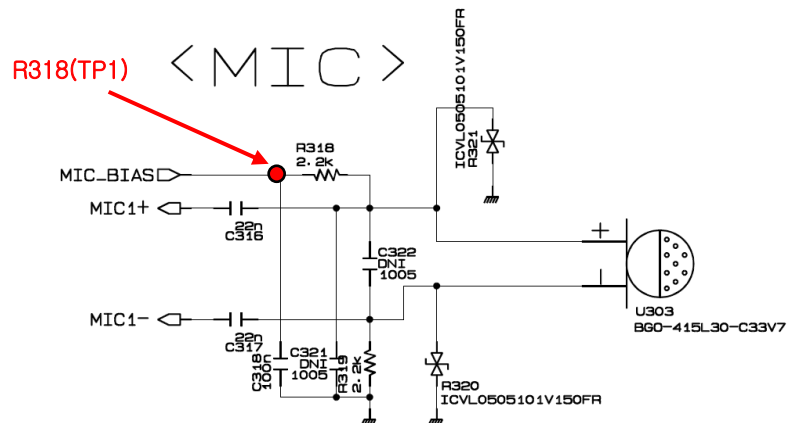 <MIC>
R318(TP1)
ICVL0505101V150FR
R321
R318
2.2k
MIC_BIAS
MIC1+
22n
C316
+
C322
DNI
1005
U303
BGO-415L30-C33V7
MIC1-
22n
C317
C318
100n
C321
DNI
1005
R319
2.2k
R320
ICVL0505101V150FR